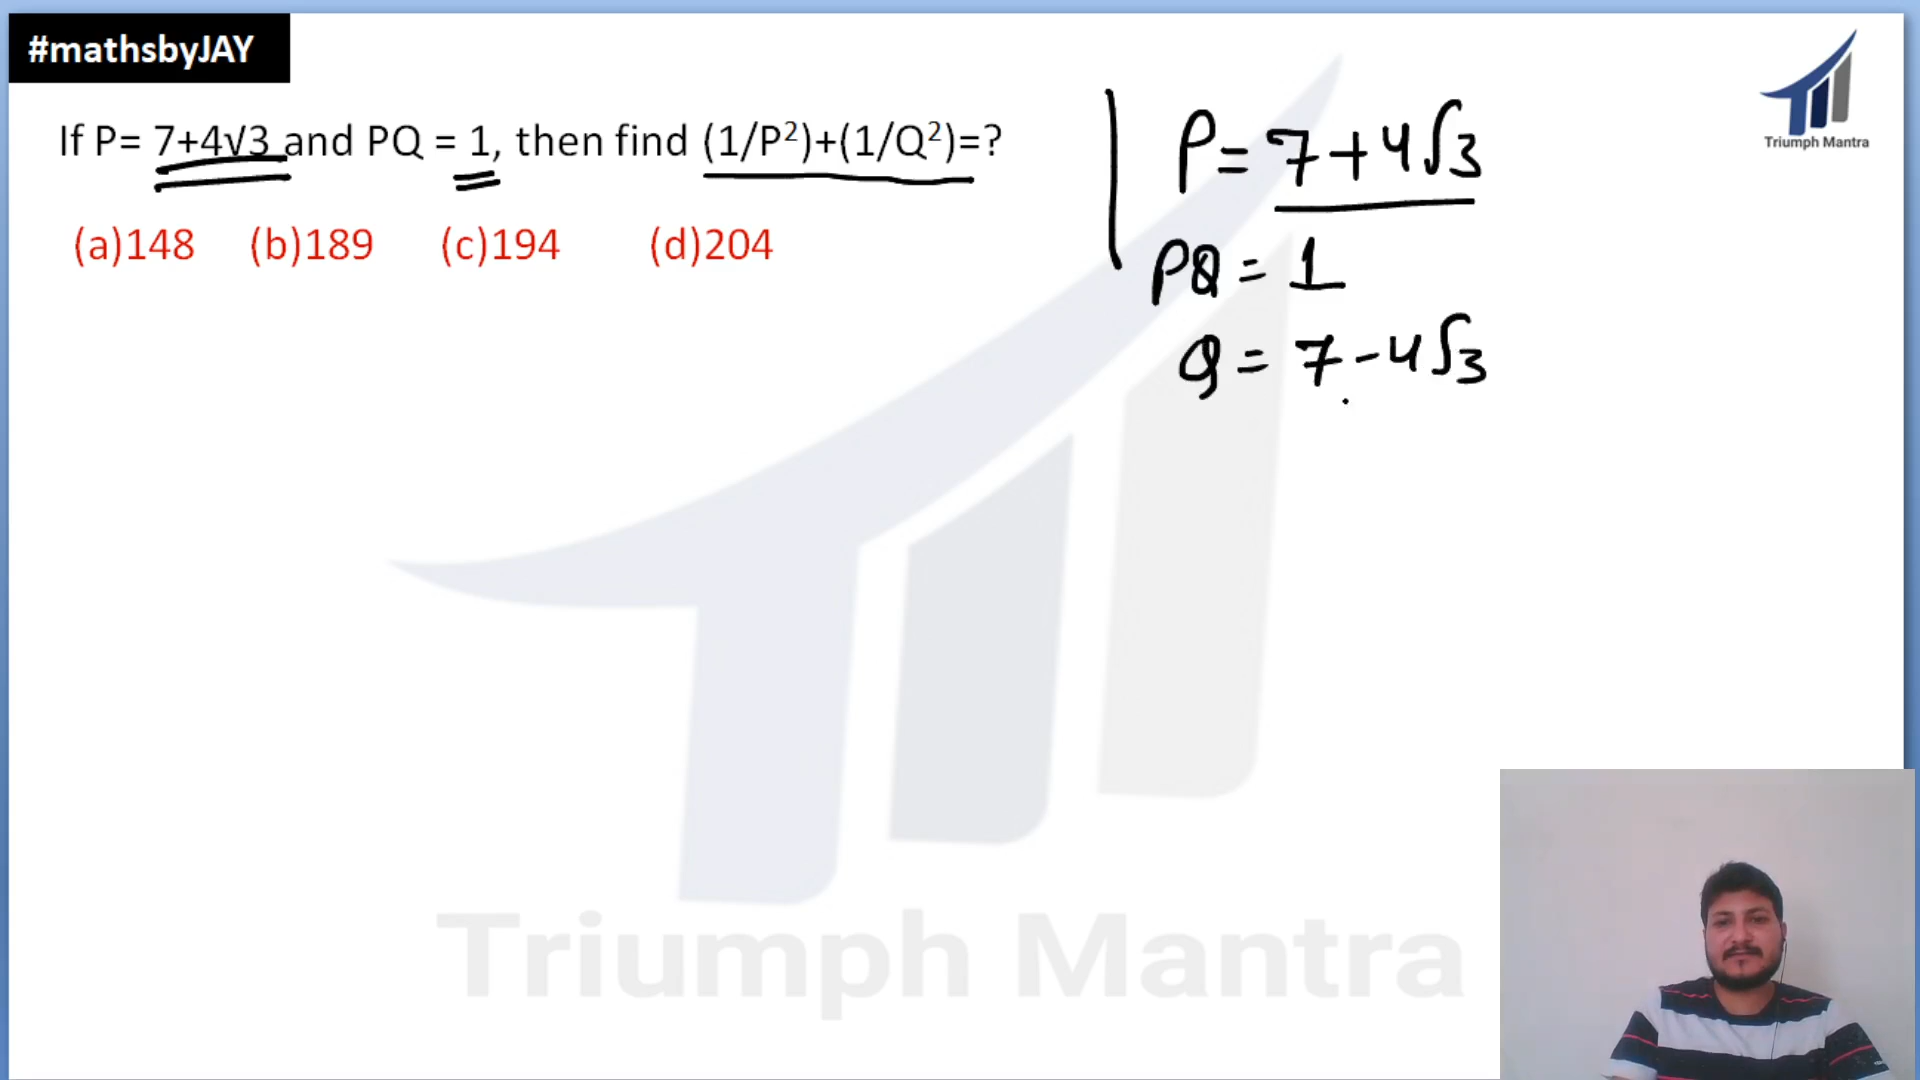 #mathsbyJAY
If P= 7+4√3 and PQ = 1, then find (1/P²)+(1/Q²)=?
(a)148 (b)189 (c)194 (d)204
P = 7+4√3
PQ = 1
Q = 7-4√3
Triumph Mantra
Triumph Mantra